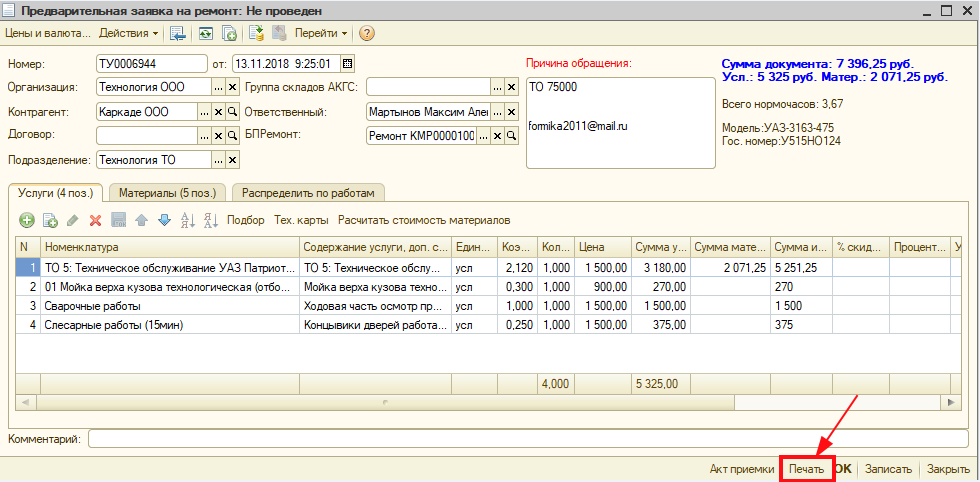 Предварительная заявка на ремонт: Не проведен
Цены и валюта... Действия Перейти
Номер: ТУ0006944 от: 13.11.2018 9:25:01 Причина обращения: Сумма документа: 7 396,25 руб.
Усл.: 5 325 руб. Матер.: 2 071,25 руб.
Организация: Технология ООО ... Группа складов АКГС: ... ТО 75000
Контрагент: Каркаде ООО ... Ответственный: Мартынов Максим Але ... Всего нормочасов: 3,67
formika2011@mail.ru Модель:УАЗ-3163-475
Договор: ... БПРемонт: Ремонт КМР0000100 ... Гос. номер:У515НО124
Подразделение: Технология ТО ...
Услуги (4 поз.) Материалы (5 поз.) Распределить по работам
Подбор Тех. карты Расчитать стоимость материалов
N Номенклатура Содержание услуги, доп. с... Един... Коэ... Кол... Цена Сумма у... Сумма мате... Сумма и... % скид... Процент... У
1 ТО 5: Техническое обслуживание УАЗ Патриот... ТО 5: Техническое обслу... усл 2,120 1,000 1 500,00 3 180,00 2 071,25 5 251,25
2 01 Мойка верха кузова технологическая (отбо... Мойка верха кузова техно... усл 0,300 1,000 900,00 270,00 270
3 Сварочные работы Ходовая часть осмотр пр... усл 1,000 1,000 1 500,00 1 500,00 1 500
4 Слесарные работы (15мин) Концывики дверей работа... усл 0,250 1,000 1 500,00 375,00 375
4,000 5 325,00
Комментарий:
Акт приемки Печать OK Записать Закрыть